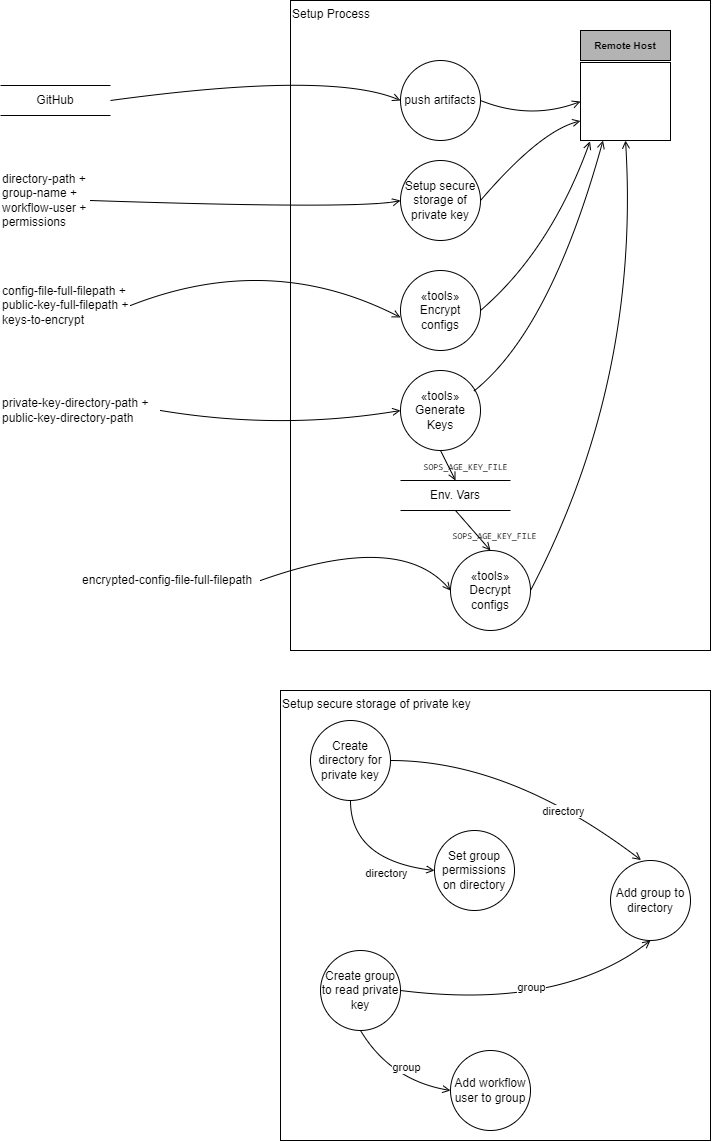 Setup Process
Remote Host
GitHub
push artifacts
directory-path +
group-name +
workflow-user +
permissions
Setup secure
storage of
private key
config-file-full-filepath +
public-key-full-filepath +
keys-to-encrypt
«tools»
Encrypt
configs
private-key-directory-path +
public-key-directory-path
«tools»
Generate
Keys
SOPS_AGE_KEY_FILE
Env. Vars
SOPS_AGE_KEY_FILE
encrypted-config-file-full-filepath
«tools»
Decrypt
configs
Setup secure storage of private key
Create
directory for
private key
directory
directory
Set group
permissions
on directory
Add group to
directory
Create group
to read private
key
group
group
Add workflow
user to group